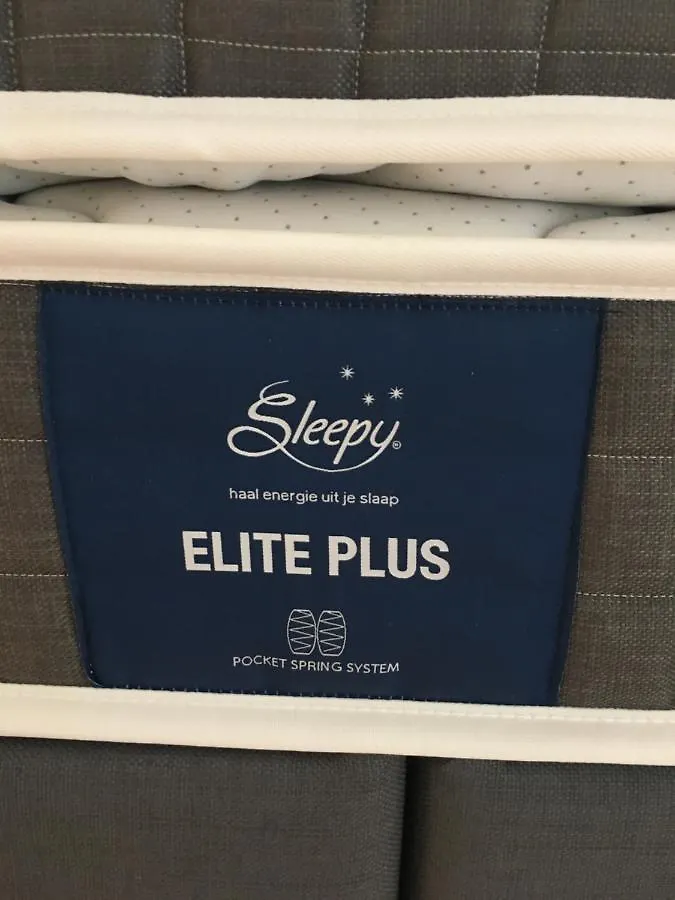 Sleepy®
haal energie uit je slaap
ELITE PLUS
POCKET SPRING SYSTEM